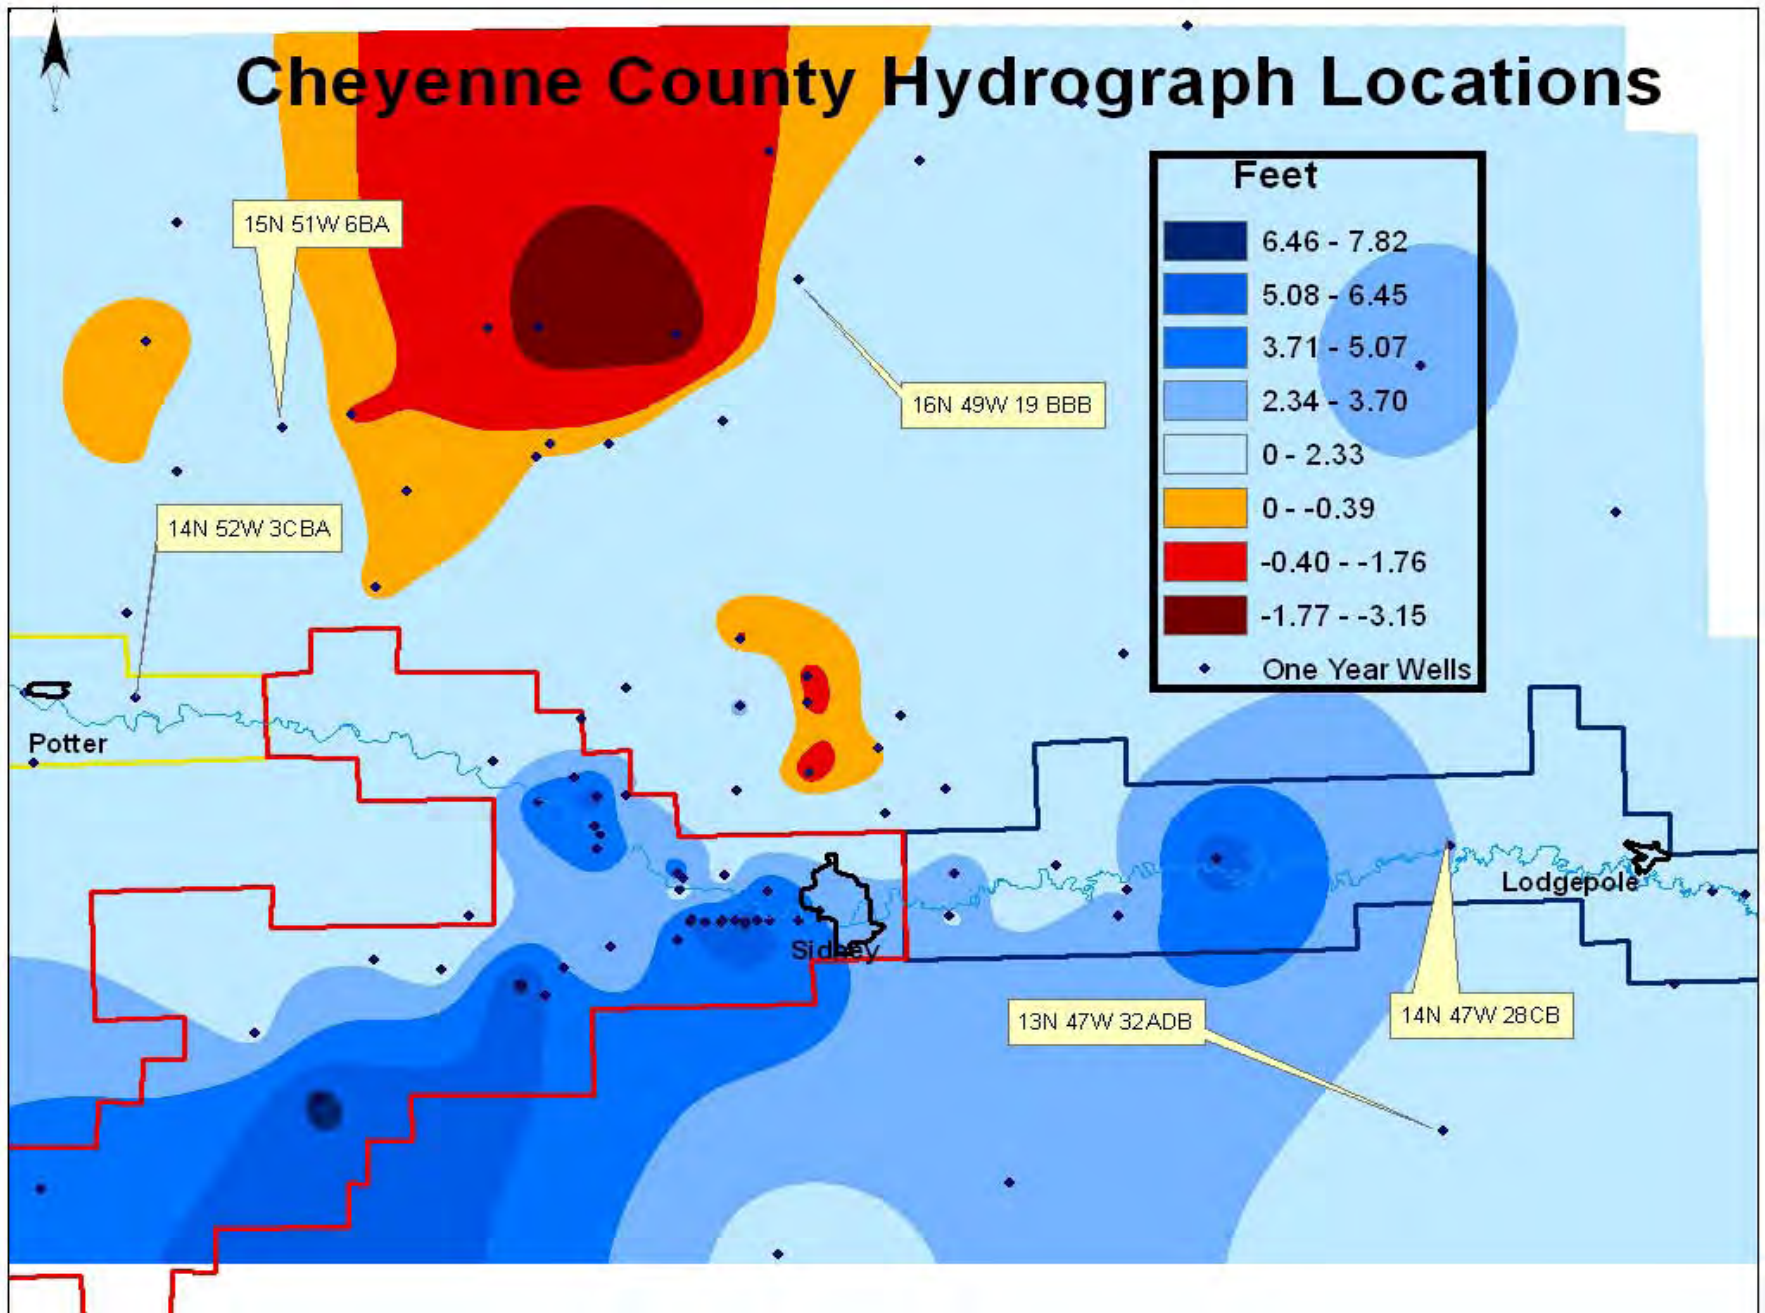 Cheyenne County Hydrograph Locations
Feet
6.46 - 7.82
5.08 - 6.45
3.71 - 5.07
2.34 - 3.70
0 - 2.33
0 - -0.39
-0.40 - -1.76
-1.77 - -3.15
One Year Wells
15N 51W 6BA
16N 49W 19 BBB
14N 52W 3CBA
Potter
Lodgepole
Sidney
13N 47W 32ADB
14N 47W 28CB